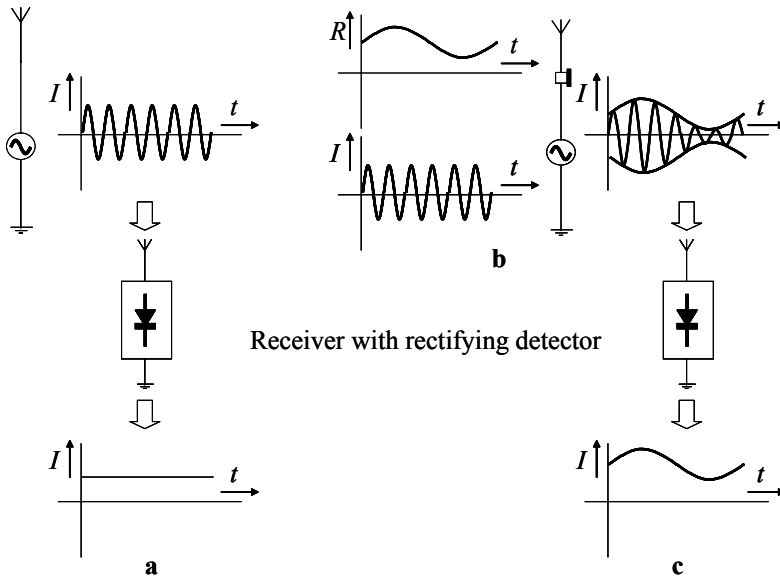 R t
I t
I t
b
Receiver with rectifying detector
I t
a
I t
I t
c